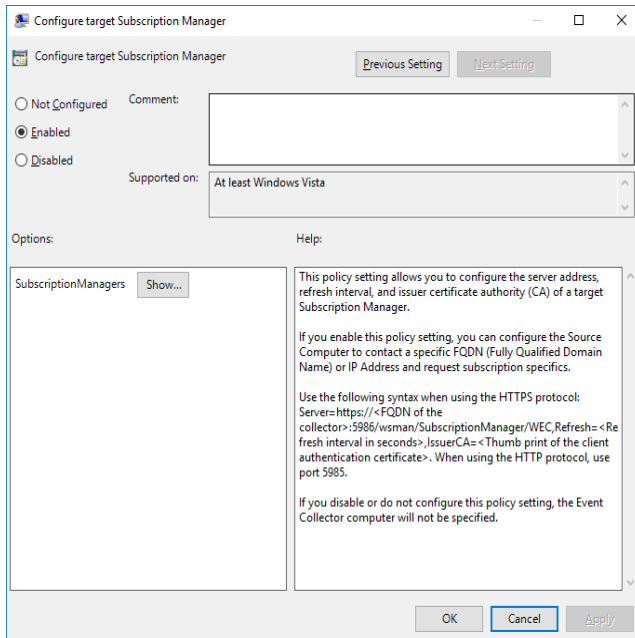 Configure target Subscription Manager
Configure target Subscription Manager
Previous Setting
Next Setting
Not Configured
Enabled
Disabled
Comment:
Supported on:
At least Windows Vista
Options:
Help:
SubscriptionManagers
Show...
This policy setting allows you to configure the server address,
refresh interval, and issuer certificate authority (CA) of a target
Subscription Manager.
If you enable this policy setting, you can configure the Source
Computer to contact a specific FQDN (Fully Qualified Domain
Name) or IP Address and request subscription specifics.
Use the following syntax when using the HTTPS protocol:
Server=https://<FQDN of the
collector>:5986/wsman/SubscriptionManager/WEC,Refresh=<Re
fresh interval in seconds>,IssuerCA=<Thumb print of the client
authentication certificate>. When using the HTTP protocol, use
port 5985.
If you disable or do not configure this policy setting, the Event
Collector computer will not be specified.
OK
Cancel
Apply